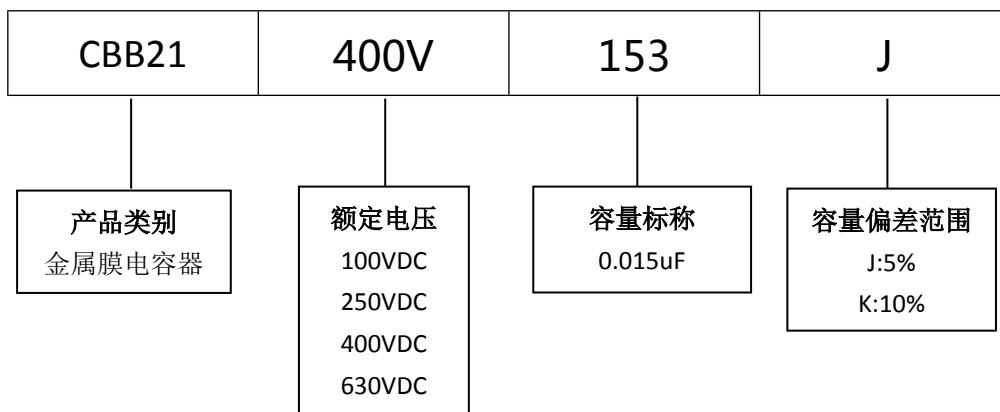 CBB21 400V 153 J
产品类别
金属膜电容器
额定电压
100VDC
250VDC
400VDC
630VDC
容量标称
0.015uF
容量偏差范围
J:5%
K:10%